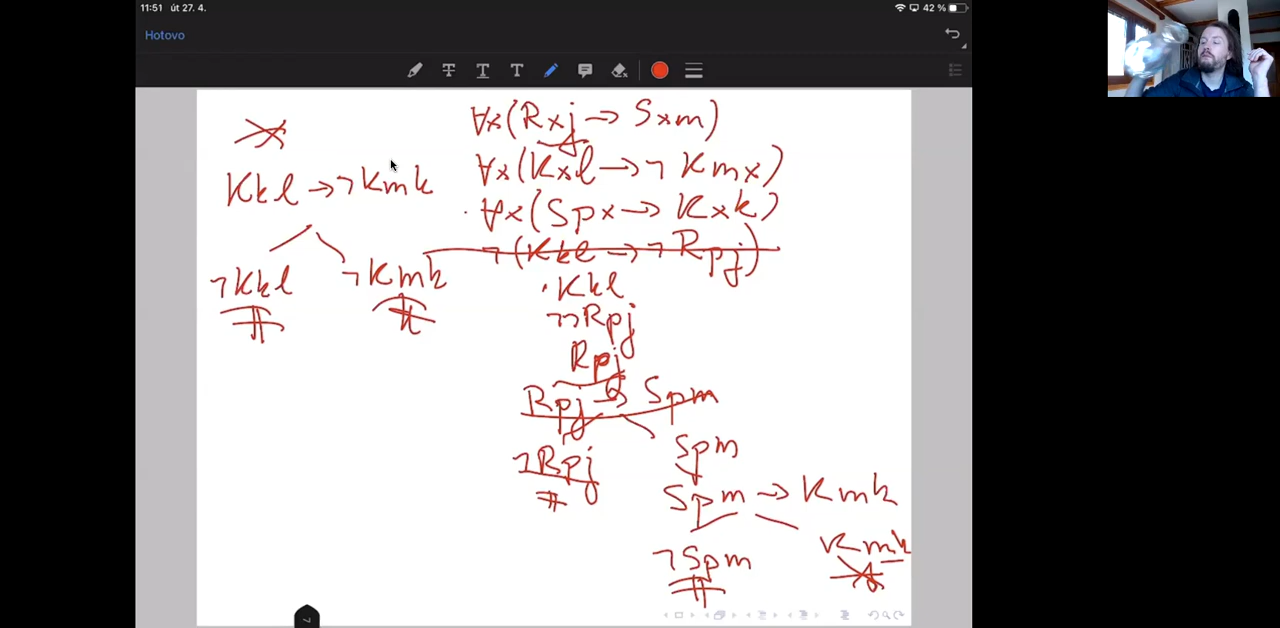 11:51 út 27. 4.
42 %
Hotovo
∀x(Rxj → Sxm)
∀x(Kxl → ¬Kmx)
∀x(Spx → Kxk)
¬(Kkl → ¬Rpj)
Kkl
¬¬Rpj
Rpj
Rpj → Spm
¬Rpj
Spm
Spm → Kmk
¬Spm
Kmk
Kkl → ¬Kmk
¬Kkl
¬Kmk